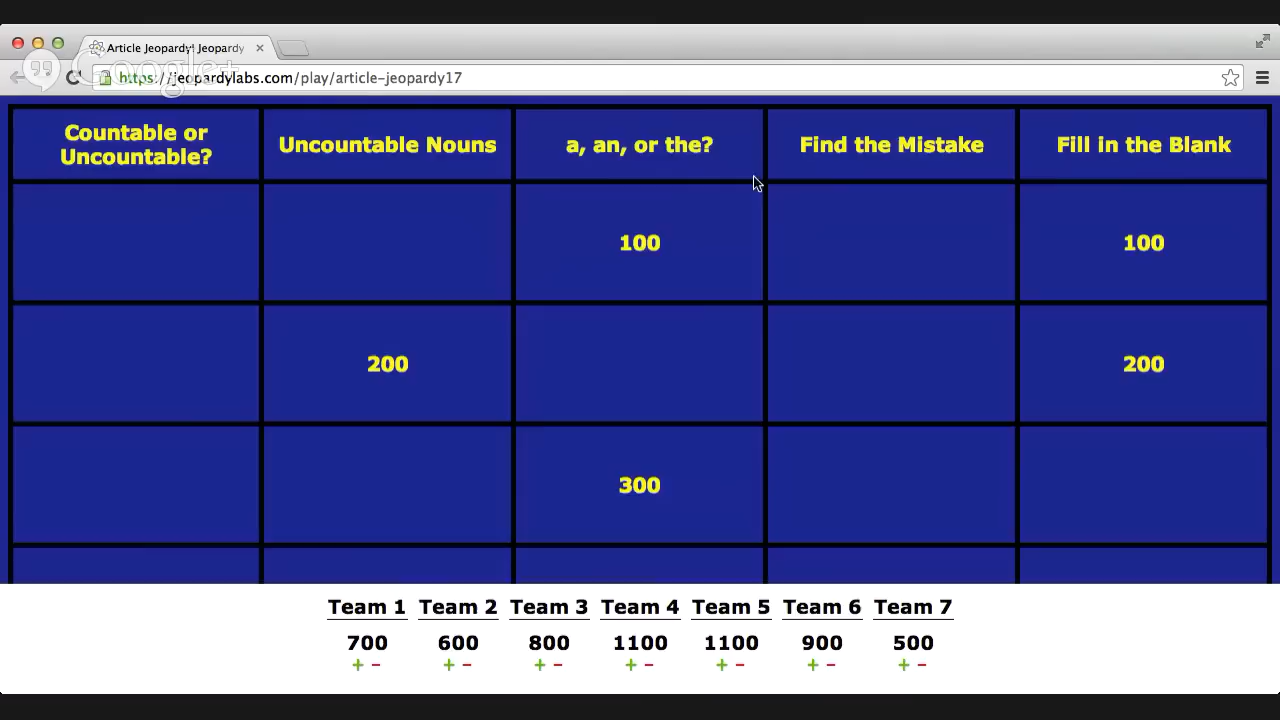 Article Jeopardy! Jeopardy
Google+
https://jeopardylabs.com/play/article-jeopardy17
Countable or
Uncountable?
Uncountable Nouns
a, an, or the?
Find the Mistake
Fill in the Blank
100
100
200
200
300
Team 1 Team 2 Team 3 Team 4 Team 5 Team 6 Team 7
700 600 800 1100 1100 900 500
+ − + − + − + − + − + − + −